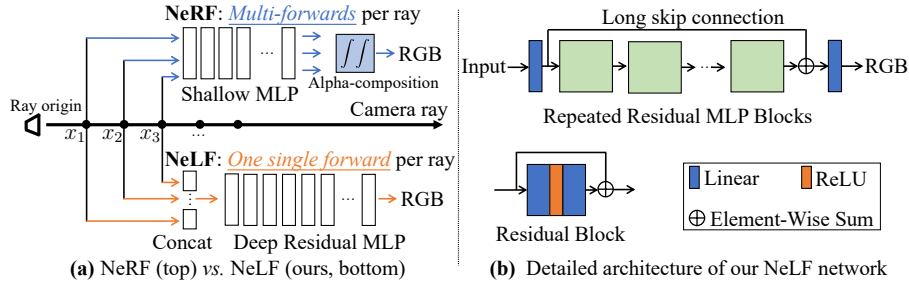 NeRF: Multi-forwards per ray
...
RGB
Shallow MLP
Alpha-composition
Ray origin
Camera ray
x₁ x₂ x₃ ...
NeLF: One single forward per ray
...
RGB
Concat
Deep Residual MLP
(a) NeRF (top) vs. NeLF (ours, bottom)
Long skip connection
Input
...
RGB
Repeated Residual MLP Blocks
Residual Block
Linear
ReLU
⊕ Element-Wise Sum
(b) Detailed architecture of our NeLF network